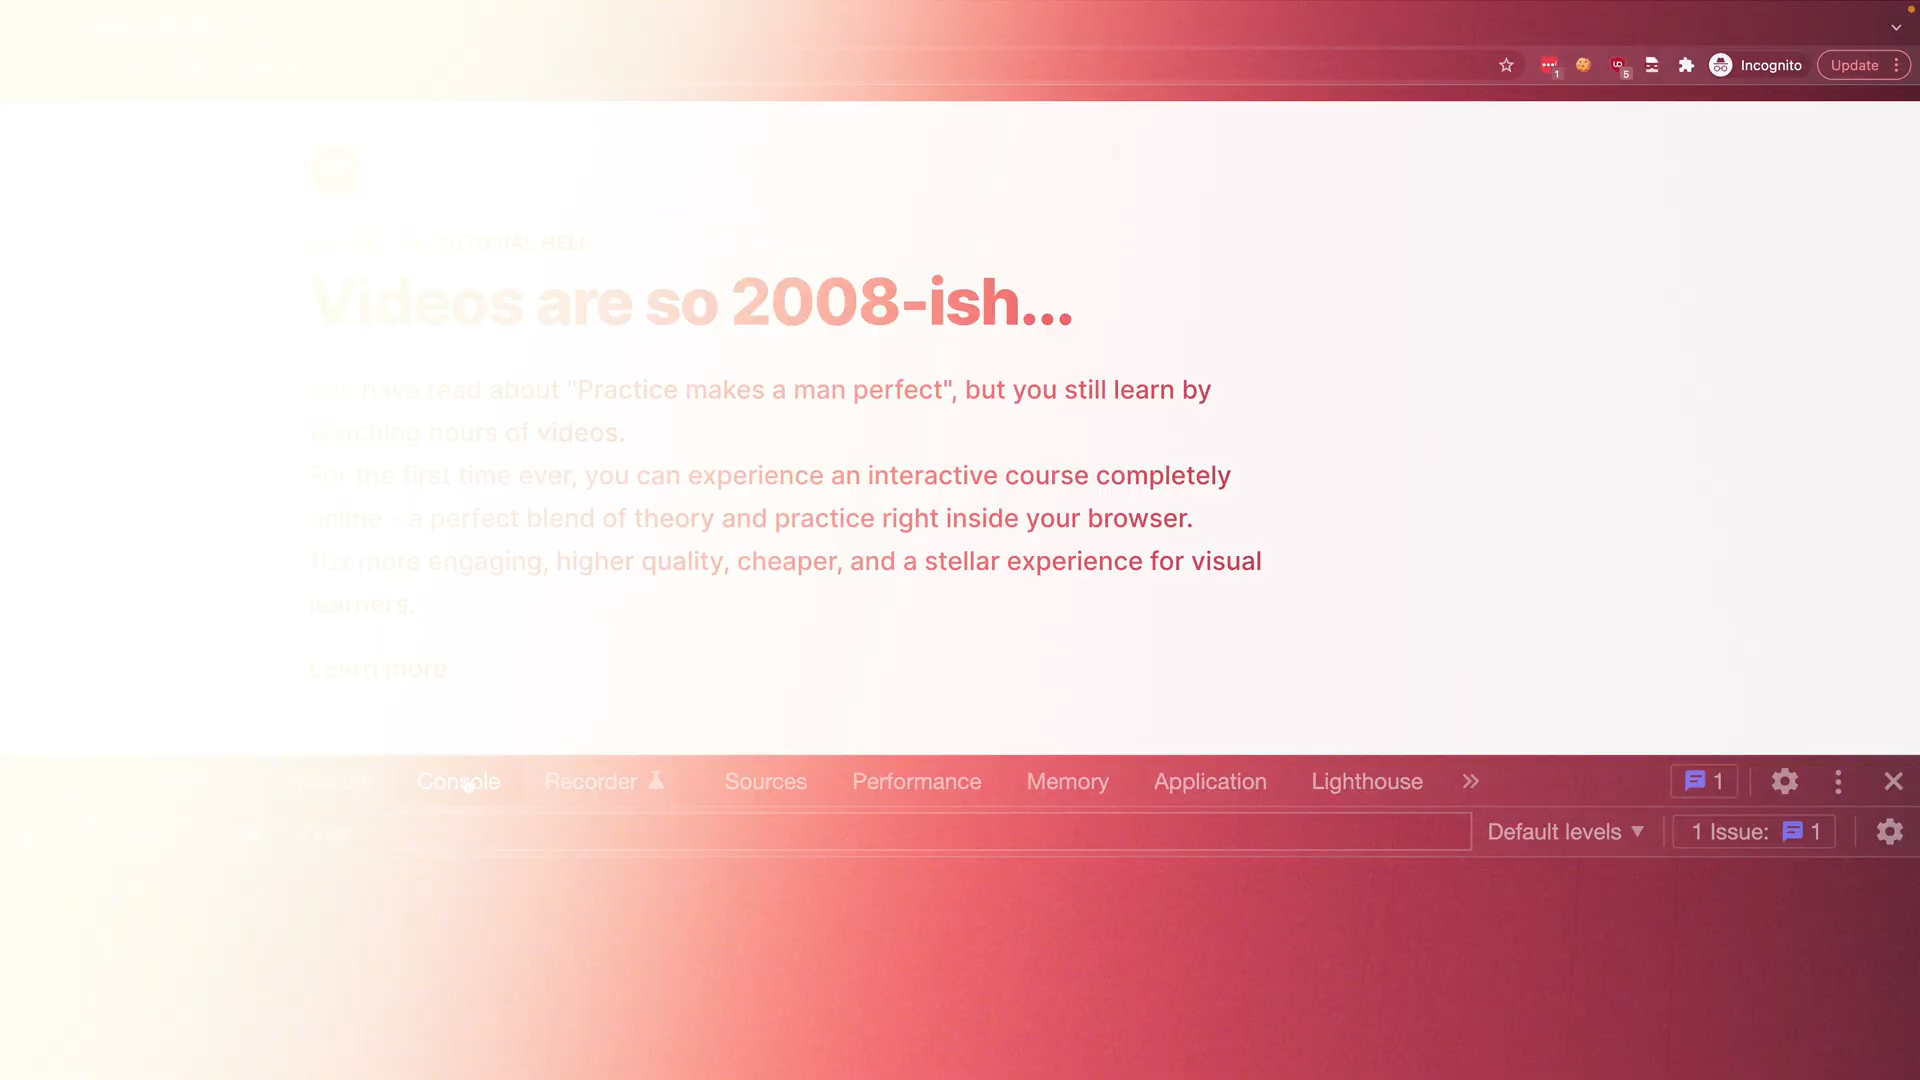 1
5
Incognito
Update
TUTORIAL HELL
Videos are so 2008-ish...
have read about "Practice makes a man perfect", but you still learn by
watching hours of videos.
For the first time ever, you can experience an interactive course completely
online - a perfect blend of theory and practice right inside your browser.
10x more engaging, higher quality, cheaper, and a stellar experience for visual
learners.
Learn more
Console
Recorder
Sources
Performance
Memory
Application
Lighthouse
1
Default levels
1 Issue: 1